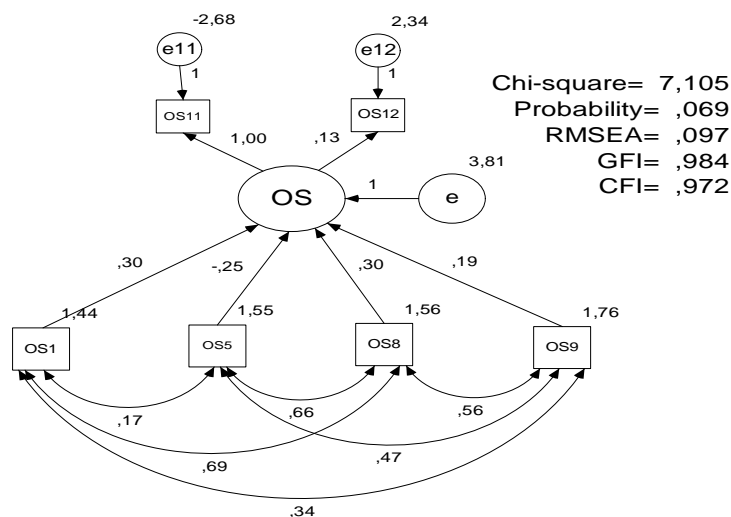 -2,68
2,34
e11
e12
1
1
OS11
OS12
Chi-square= 7,105
Probability= ,069
RMSEA= ,097
GFI= ,984
CFI= ,972
1,00
,13
3,81
OS
1
e
,30
-,25
,30
,19
1,44
1,55
1,56
1,76
OS1
OS5
OS8
OS9
,17
,66
,56
,69
,47
,34